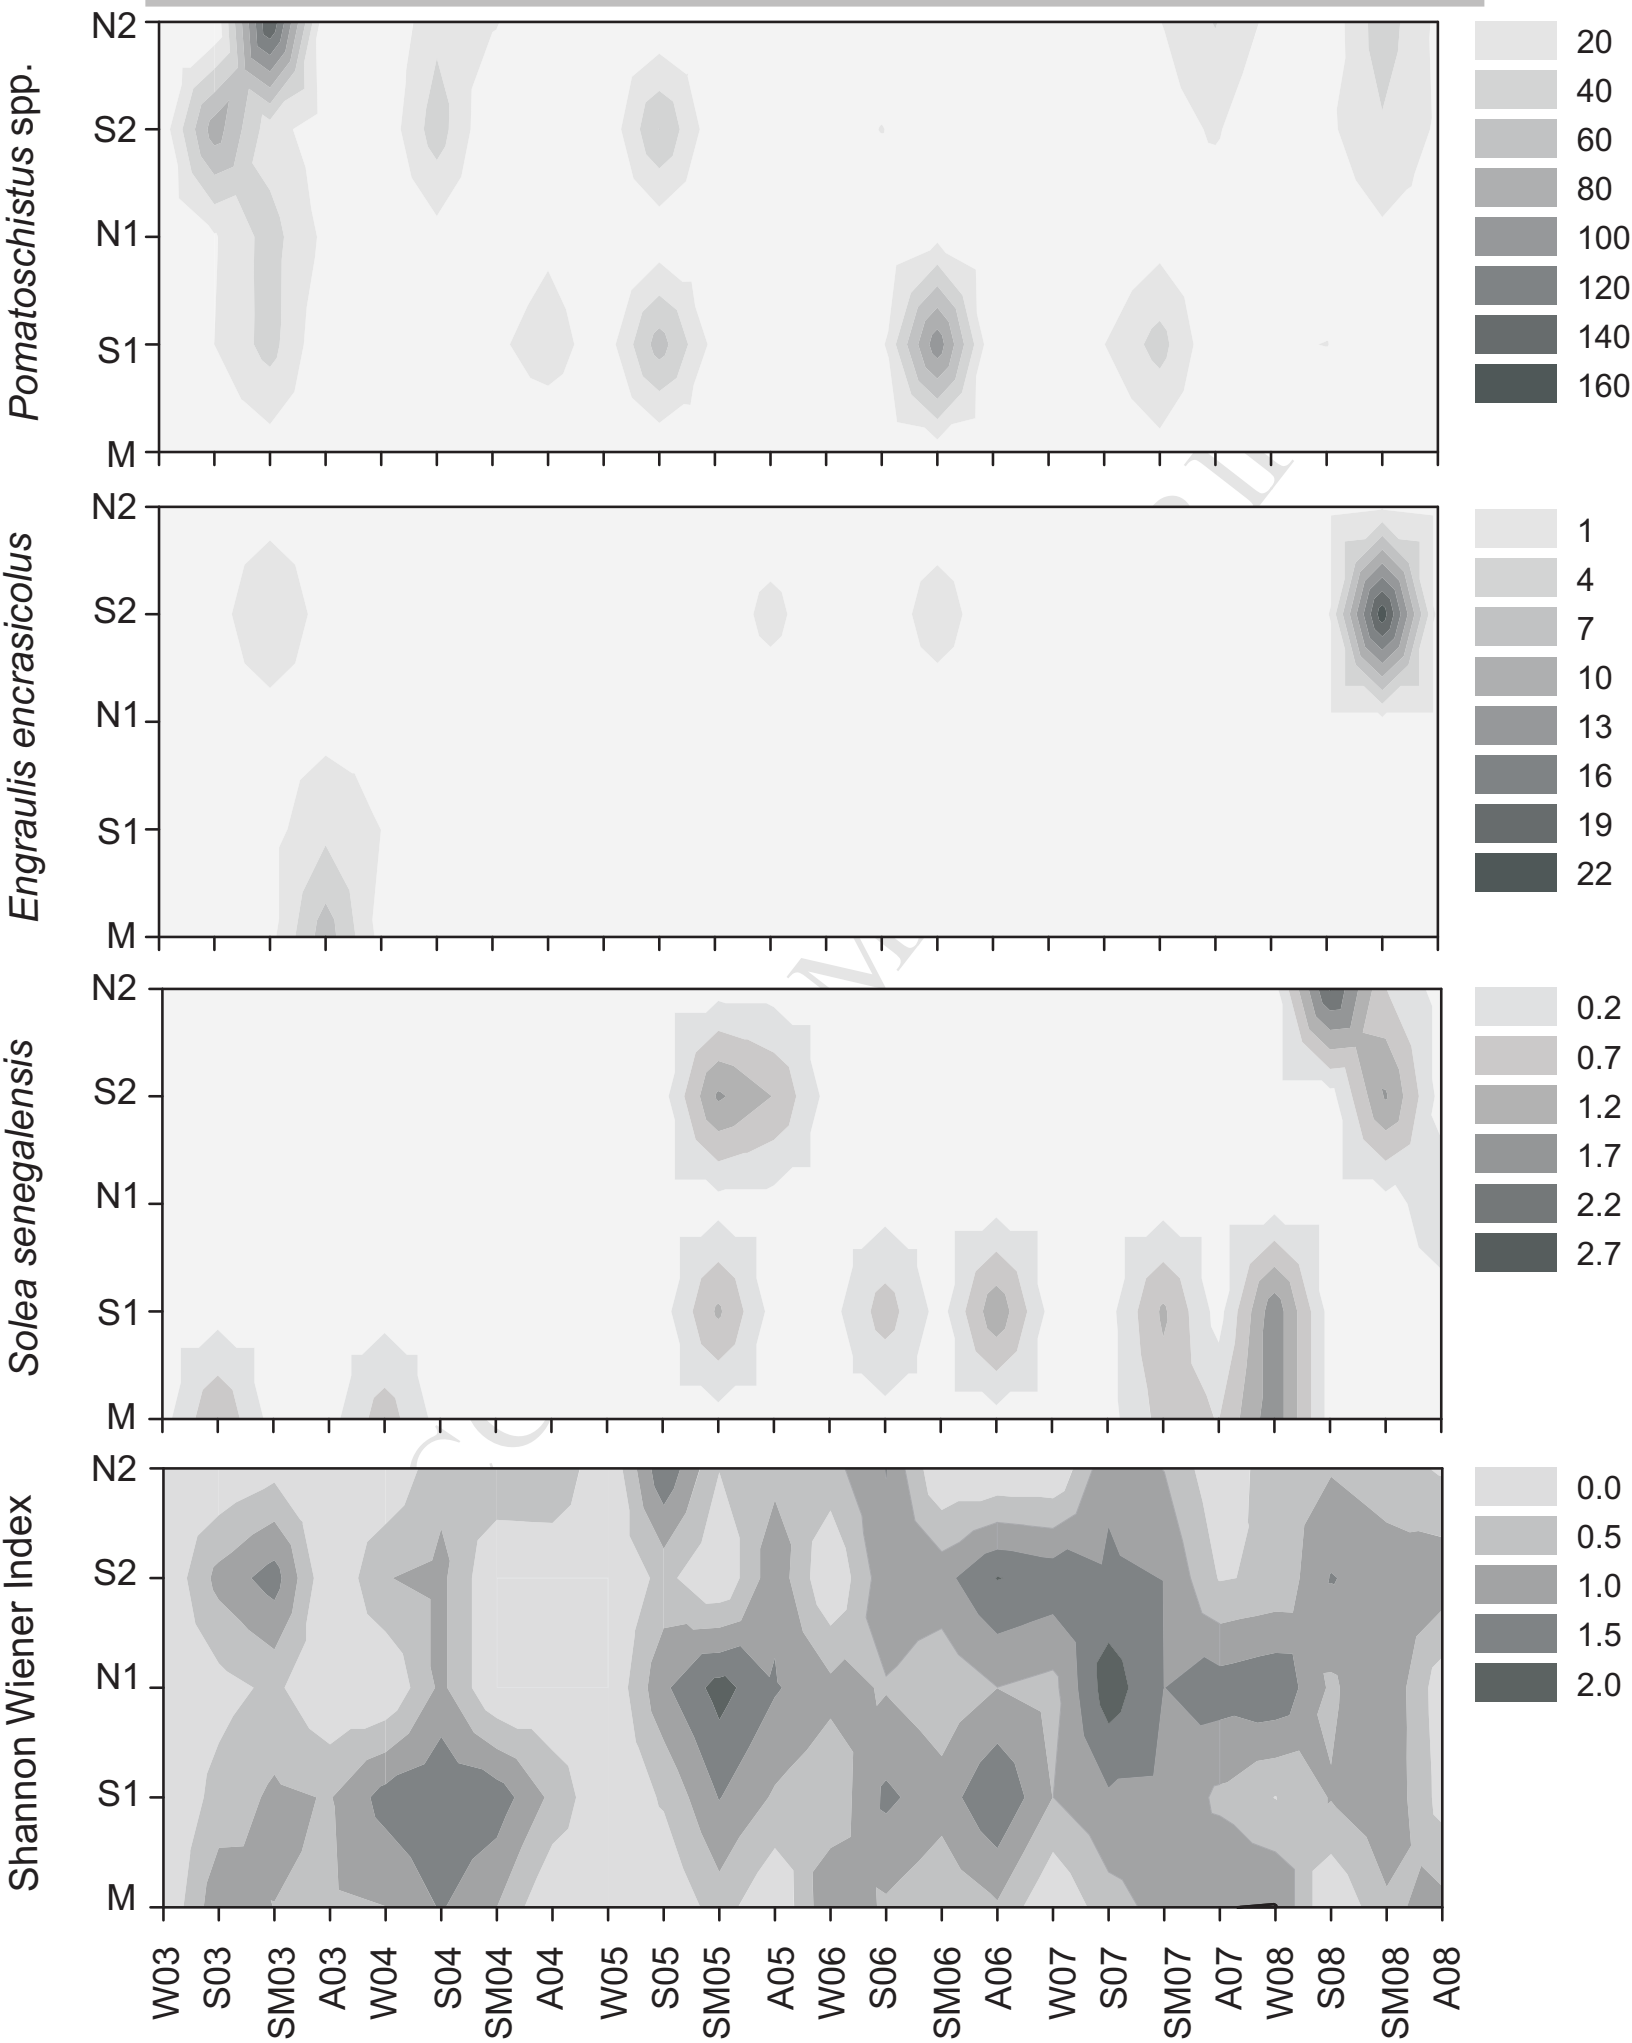 Pomatoschistus spp.
N2
S2
N1
S1
M
20
40
60
80
100
120
140
160
Engraulis encrasicolus
N2
S2
N1
S1
M
1
4
7
10
13
16
19
22
Solea senegalensis
N2
S2
N1
S1
M
0.2
0.7
1.2
1.7
2.2
2.7
Shannon Wiener Index
N2
S2
N1
S1
M
0.0
0.5
1.0
1.5
2.0
W03 S03 SM03 A03 W04 S04 SM04 A04 W05 S05 SM05 A05 W06 S06 SM06 A06 W07 S07 SM07 A07 W08 S08 SM08 A08